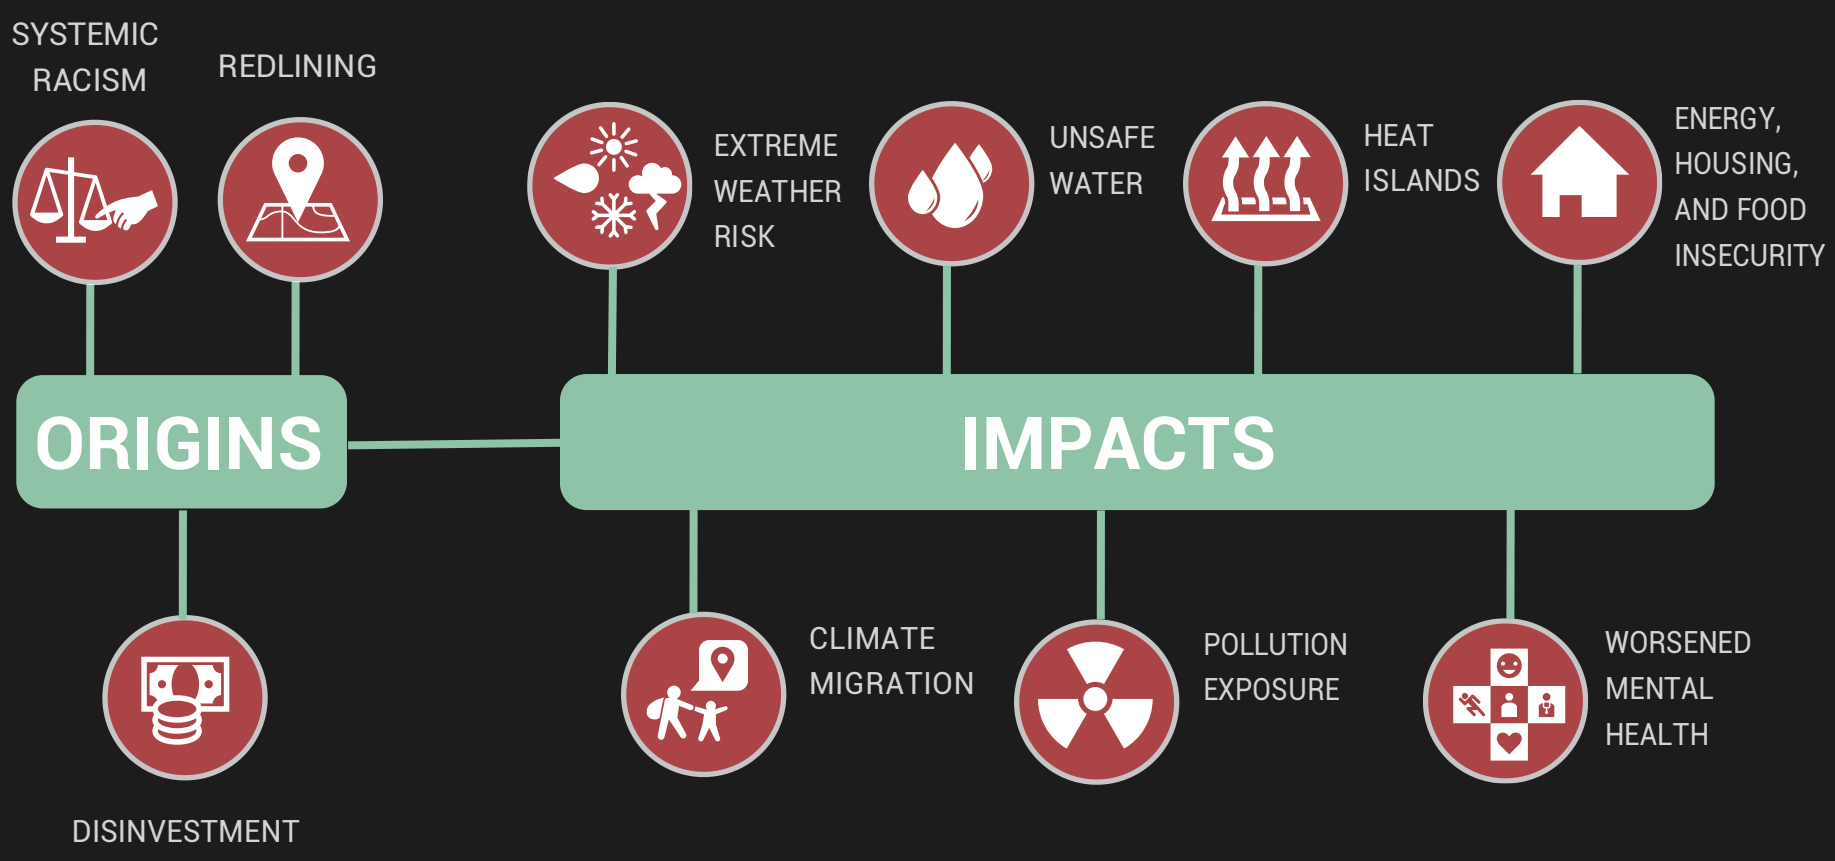 SYSTEMIC
RACISM
REDLINING
EXTREME
WEATHER
RISK
UNSAFE
WATER
HEAT
ISLANDS
ENERGY,
HOUSING,
AND FOOD
INSECURITY
ORIGINS
IMPACTS
DISINVESTMENT
CLIMATE
MIGRATION
POLLUTION
EXPOSURE
WORSENED
MENTAL
HEALTH